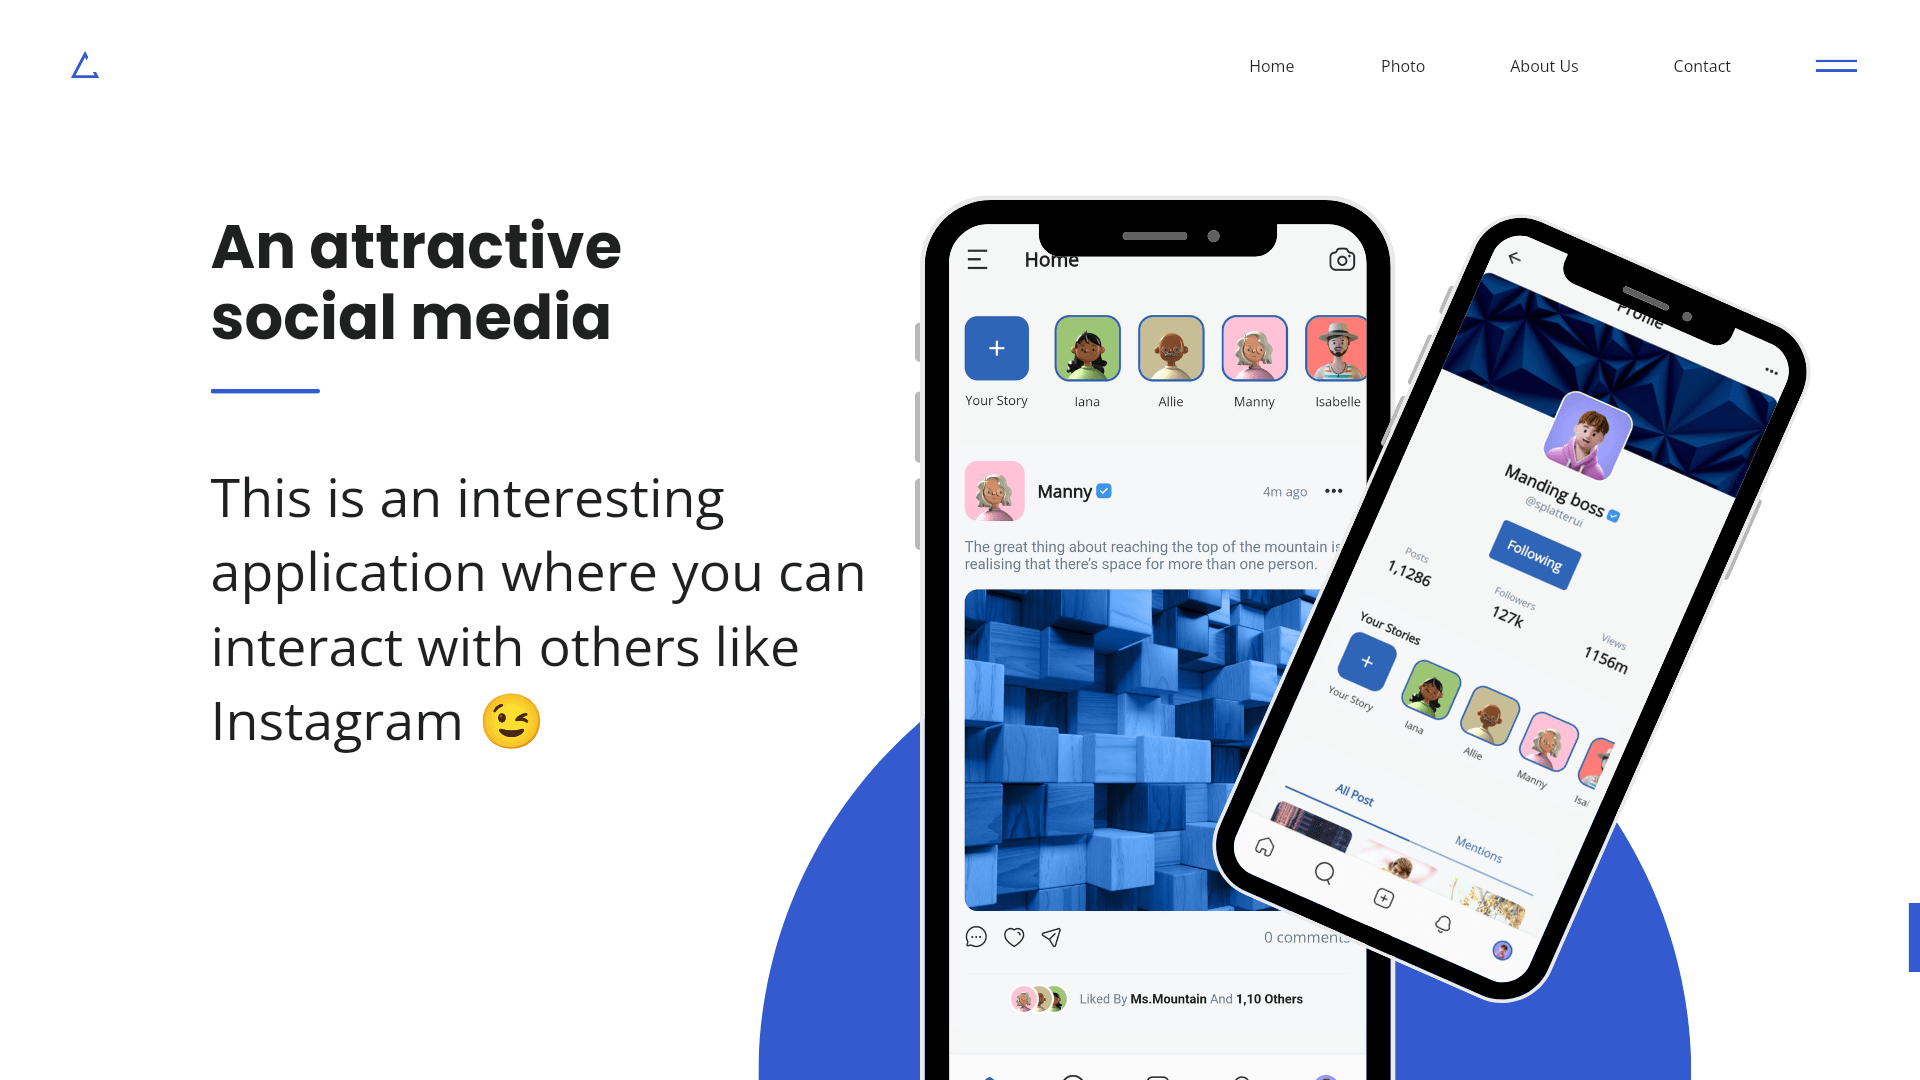 Home Photo About Us Contact
An attractive
social media
This is an interesting
application where you can
interact with others like
Instagram 😉
Home
Your Story Iana Allie Manny Isabelle
Manny 4m ago
The great thing about reaching the top of the mountain is
realising that there's space for more than one person.
0 comments
Liked By Ms.Mountain And 1,10 Others
Profile
Manding boss
@splatterui
Following
Posts
1,1286
Followers
127k
Views
1156m
Your Stories
Your Story Iana Allie Manny Isa
All Post
Mentions